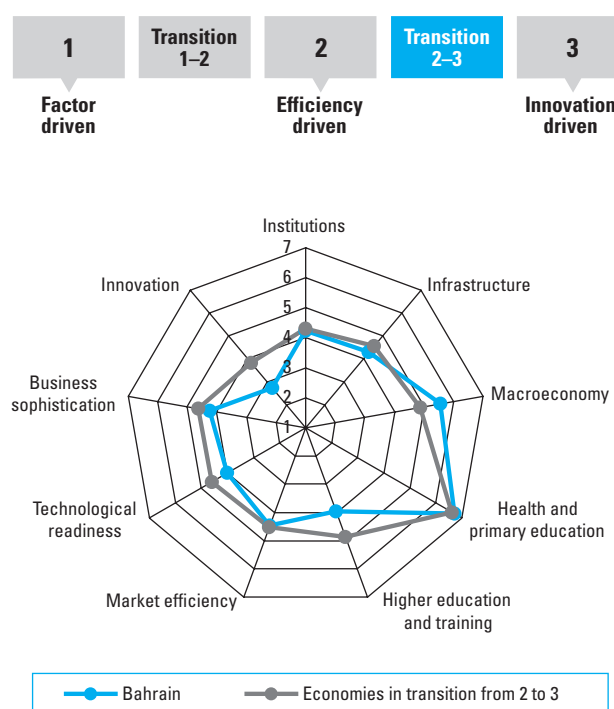 1
Transition
1–2
2
Transition
2–3
3
Factor
driven
Efficiency
driven
Innovation
driven
Institutions
7
6
5
4
3
2
1
Innovation
Infrastructure
Business
sophistication
Macroeconomy
Technological
readiness
Health and
primary education
Market efficiency
Higher education
and training
Bahrain
Economies in transition from 2 to 3